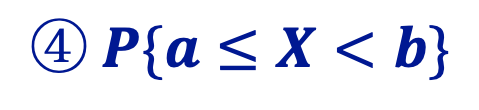 ④ P{a ≤ X < b}